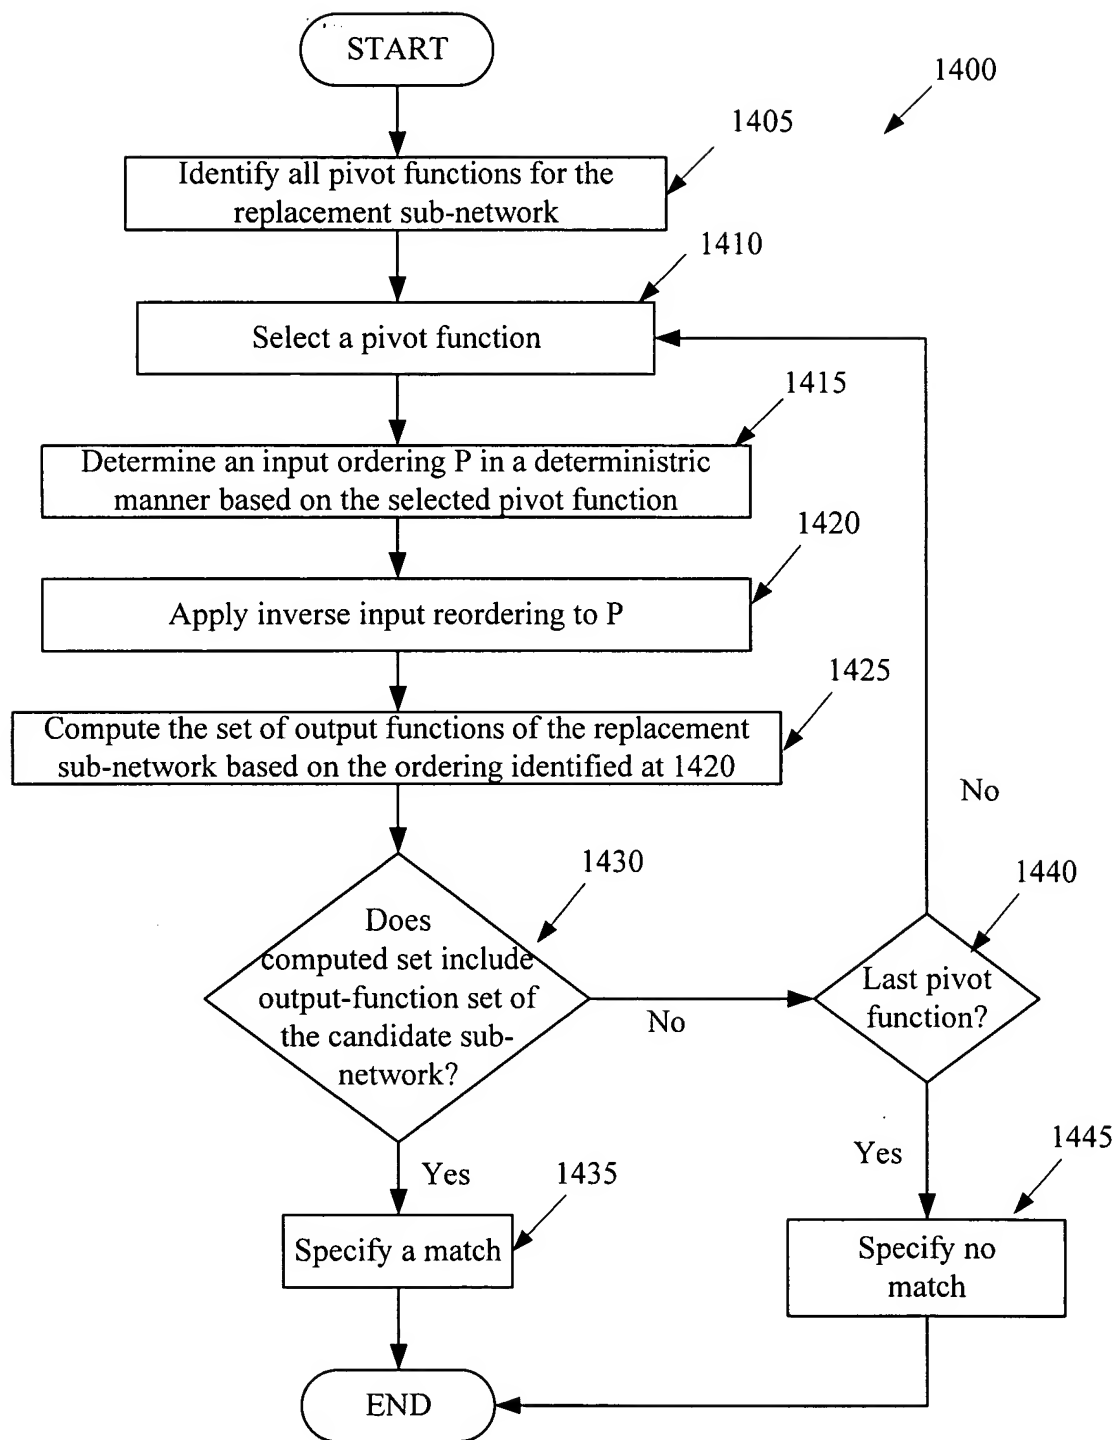 START
1400
1405
Identify all pivot functions for the
replacement sub-network
1410
Select a pivot function
1415
Determine an input ordering P in a deterministric
manner based on the selected pivot function
1420
Apply inverse input reordering to P
1425
Compute the set of output functions of the replacement
sub-network based on the ordering identified at 1420
No
1430
Does
computed set include
output-function set of
the candidate sub-
network?
No
1440
Last pivot
function?
Yes
1435
Specify a match
Yes
1445
Specify no
match
END